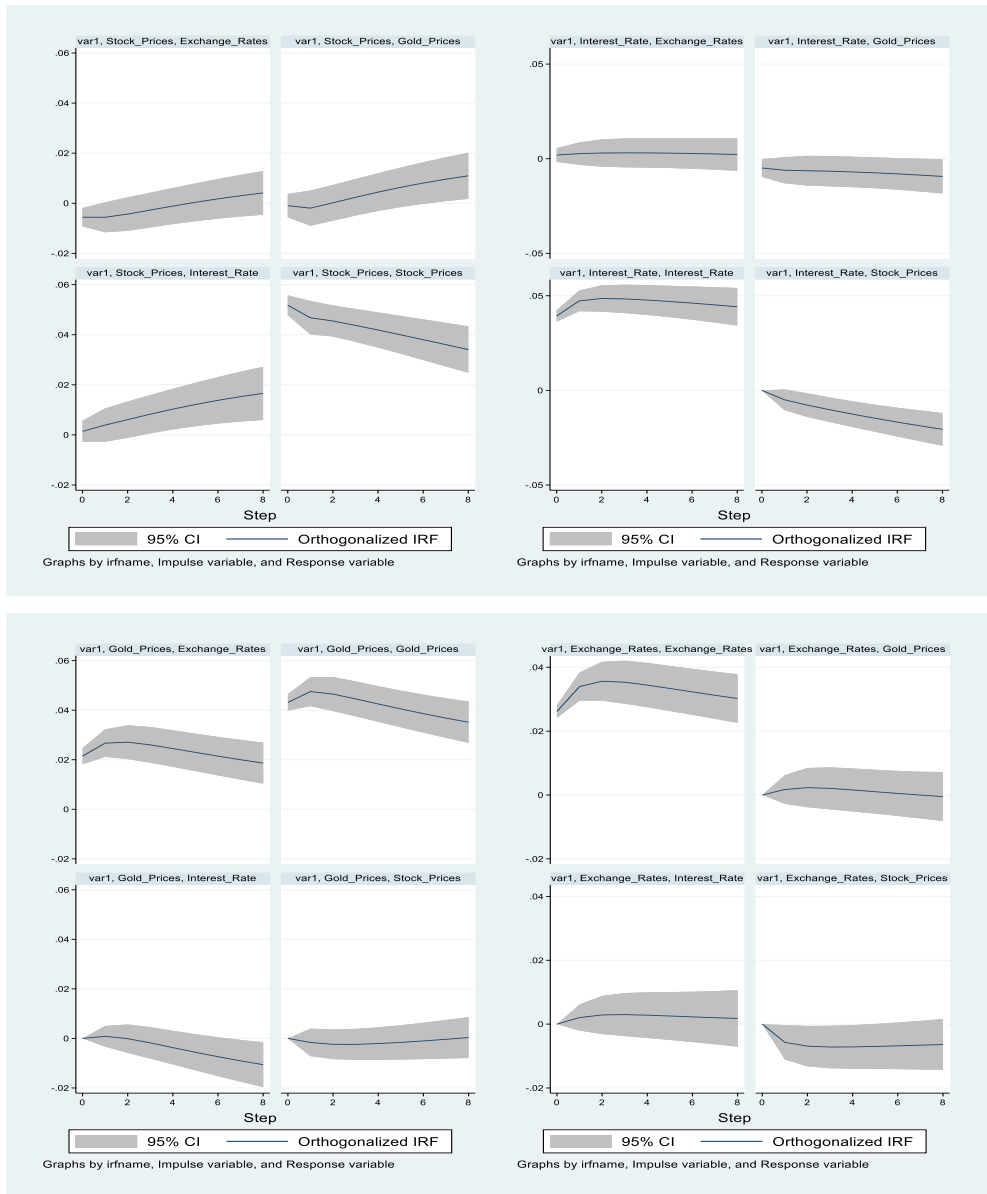 var1, Stock_Prices, Exchange_Rates
var1, Stock_Prices, Gold_Prices
.06
.04
.02
0
-.02
var1, Stock_Prices, Interest_Rate
var1, Stock_Prices, Stock_Prices
.06
.04
.02
0
-.02
0 2 4 6 8
0 2 4 6 8
Step
95% CI
Orthogonalized IRF
Graphs by irfname, Impulse variable, and Response variable
var1, Interest_Rate, Exchange_Rates
var1, Interest_Rate, Gold_Prices
.05
0
-.05
var1, Interest_Rate, Interest_Rate
var1, Interest_Rate, Stock_Prices
.05
0
-.05
0 2 4 6 8
0 2 4 6 8
Step
95% CI
Orthogonalized IRF
Graphs by irfname, Impulse variable, and Response variable
var1, Gold_Prices, Exchange_Rates
var1, Gold_Prices, Gold_Prices
.06
.04
.02
0
-.02
var1, Gold_Prices, Interest_Rate
var1, Gold_Prices, Stock_Prices
.06
.04
.02
0
-.02
0 2 4 6 8
0 2 4 6 8
Step
95% CI
Orthogonalized IRF
Graphs by irfname, Impulse variable, and Response variable
var1, Exchange_Rates, Exchange_Rates
var1, Exchange_Rates, Gold_Prices
.04
.02
0
-.02
var1, Exchange_Rates, Interest_Rate
var1, Exchange_Rates, Stock_Prices
.04
.02
0
-.02
0 2 4 6 8
0 2 4 6 8
Step
95% CI
Orthogonalized IRF
Graphs by irfname, Impulse variable, and Response variable